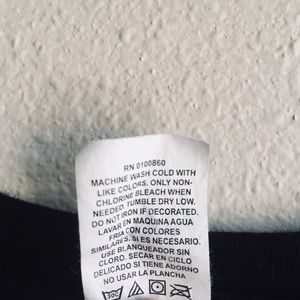 RN 0100860
MACHINE WASH COLD WITH
LIKE COLORS. ONLY NON-
CHLORINE BLEACH WHEN
NEEDED. TUMBLE DRY LOW.
DO NOT IRON IF DECORATED.
LAVAR EN MAQUINA AGUA
FRIA CON COLORES
SIMILARES. SI ES NECESARIO.
USE BLANQUEADOR SIN
CLORO. SECAR EN CICLO
DELICADO SI TIENE ADORNO
NO USAR LA PLANCHA
30C